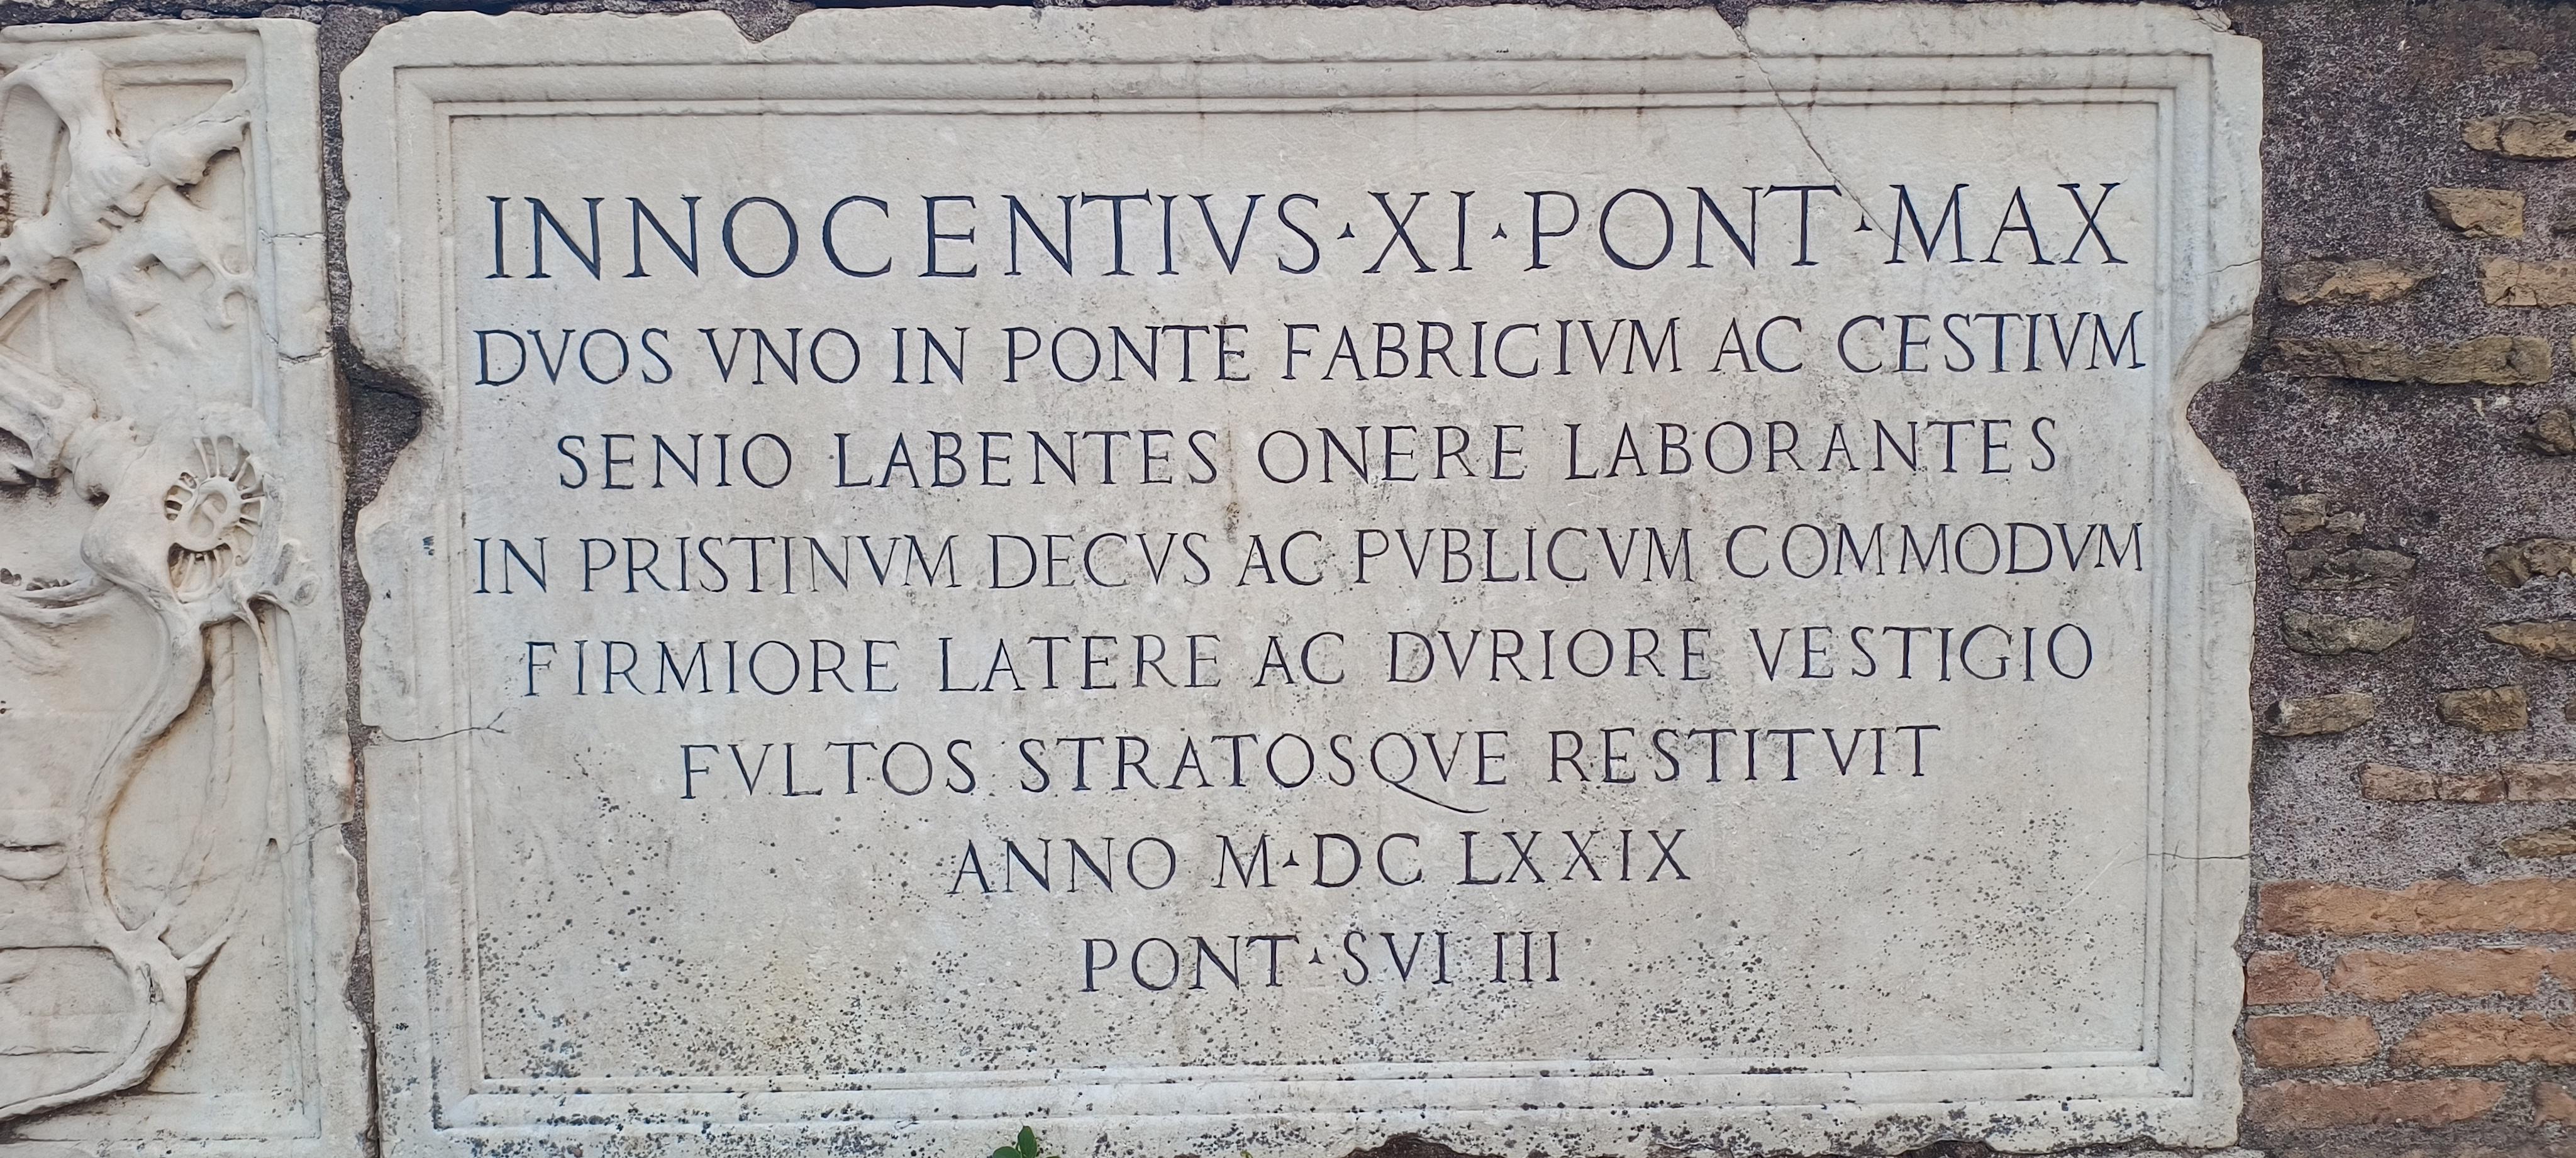 INNOCENTIVS·XI·PONT·MAX
DVOS VNO IN PONTE FABRICIVM AC CESTIVM
SENIO LABENTES ONERE LABORANTES
IN PRISTINVM DECVS AC PVBLICVM COMMODVM
FIRMIORE LATERE AC DVRIORE VESTIGIO
FVLTOS STRATOSQVE RESTITVIT
ANNO M·DC LXXIX
PONT·SVI III